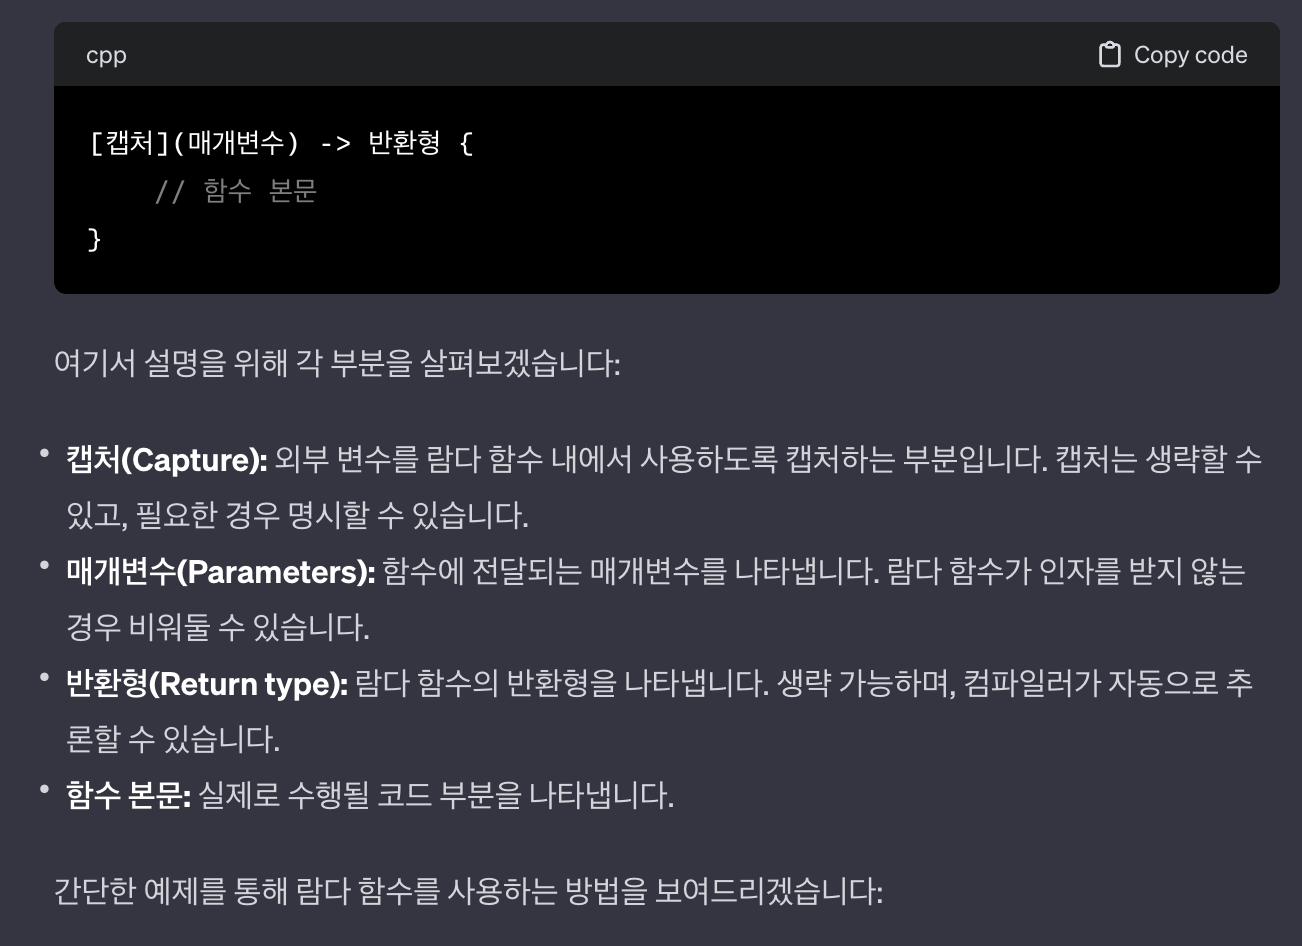 cpp
Copy code
[캡처](매개변수) -> 반환형 {
// 함수 본문
}
여기서 설명을 위해 각 부분을 살펴보겠습니다:
• 캡처(Capture): 외부 변수를 람다 함수 내에서 사용하도록 캡처하는 부분입니다. 캡처는 생략할 수
있고, 필요한 경우 명시할 수 있습니다.
• 매개변수(Parameters): 함수에 전달되는 매개변수를 나타냅니다. 람다 함수가 인자를 받지 않는
경우 비워둘 수 있습니다.
• 반환형(Return type): 람다 함수의 반환형을 나타냅니다. 생략 가능하며, 컴파일러가 자동으로 추
론할 수 있습니다.
• 함수 본문: 실제로 수행될 코드 부분을 나타냅니다.
간단한 예제를 통해 람다 함수를 사용하는 방법을 보여드리겠습니다: